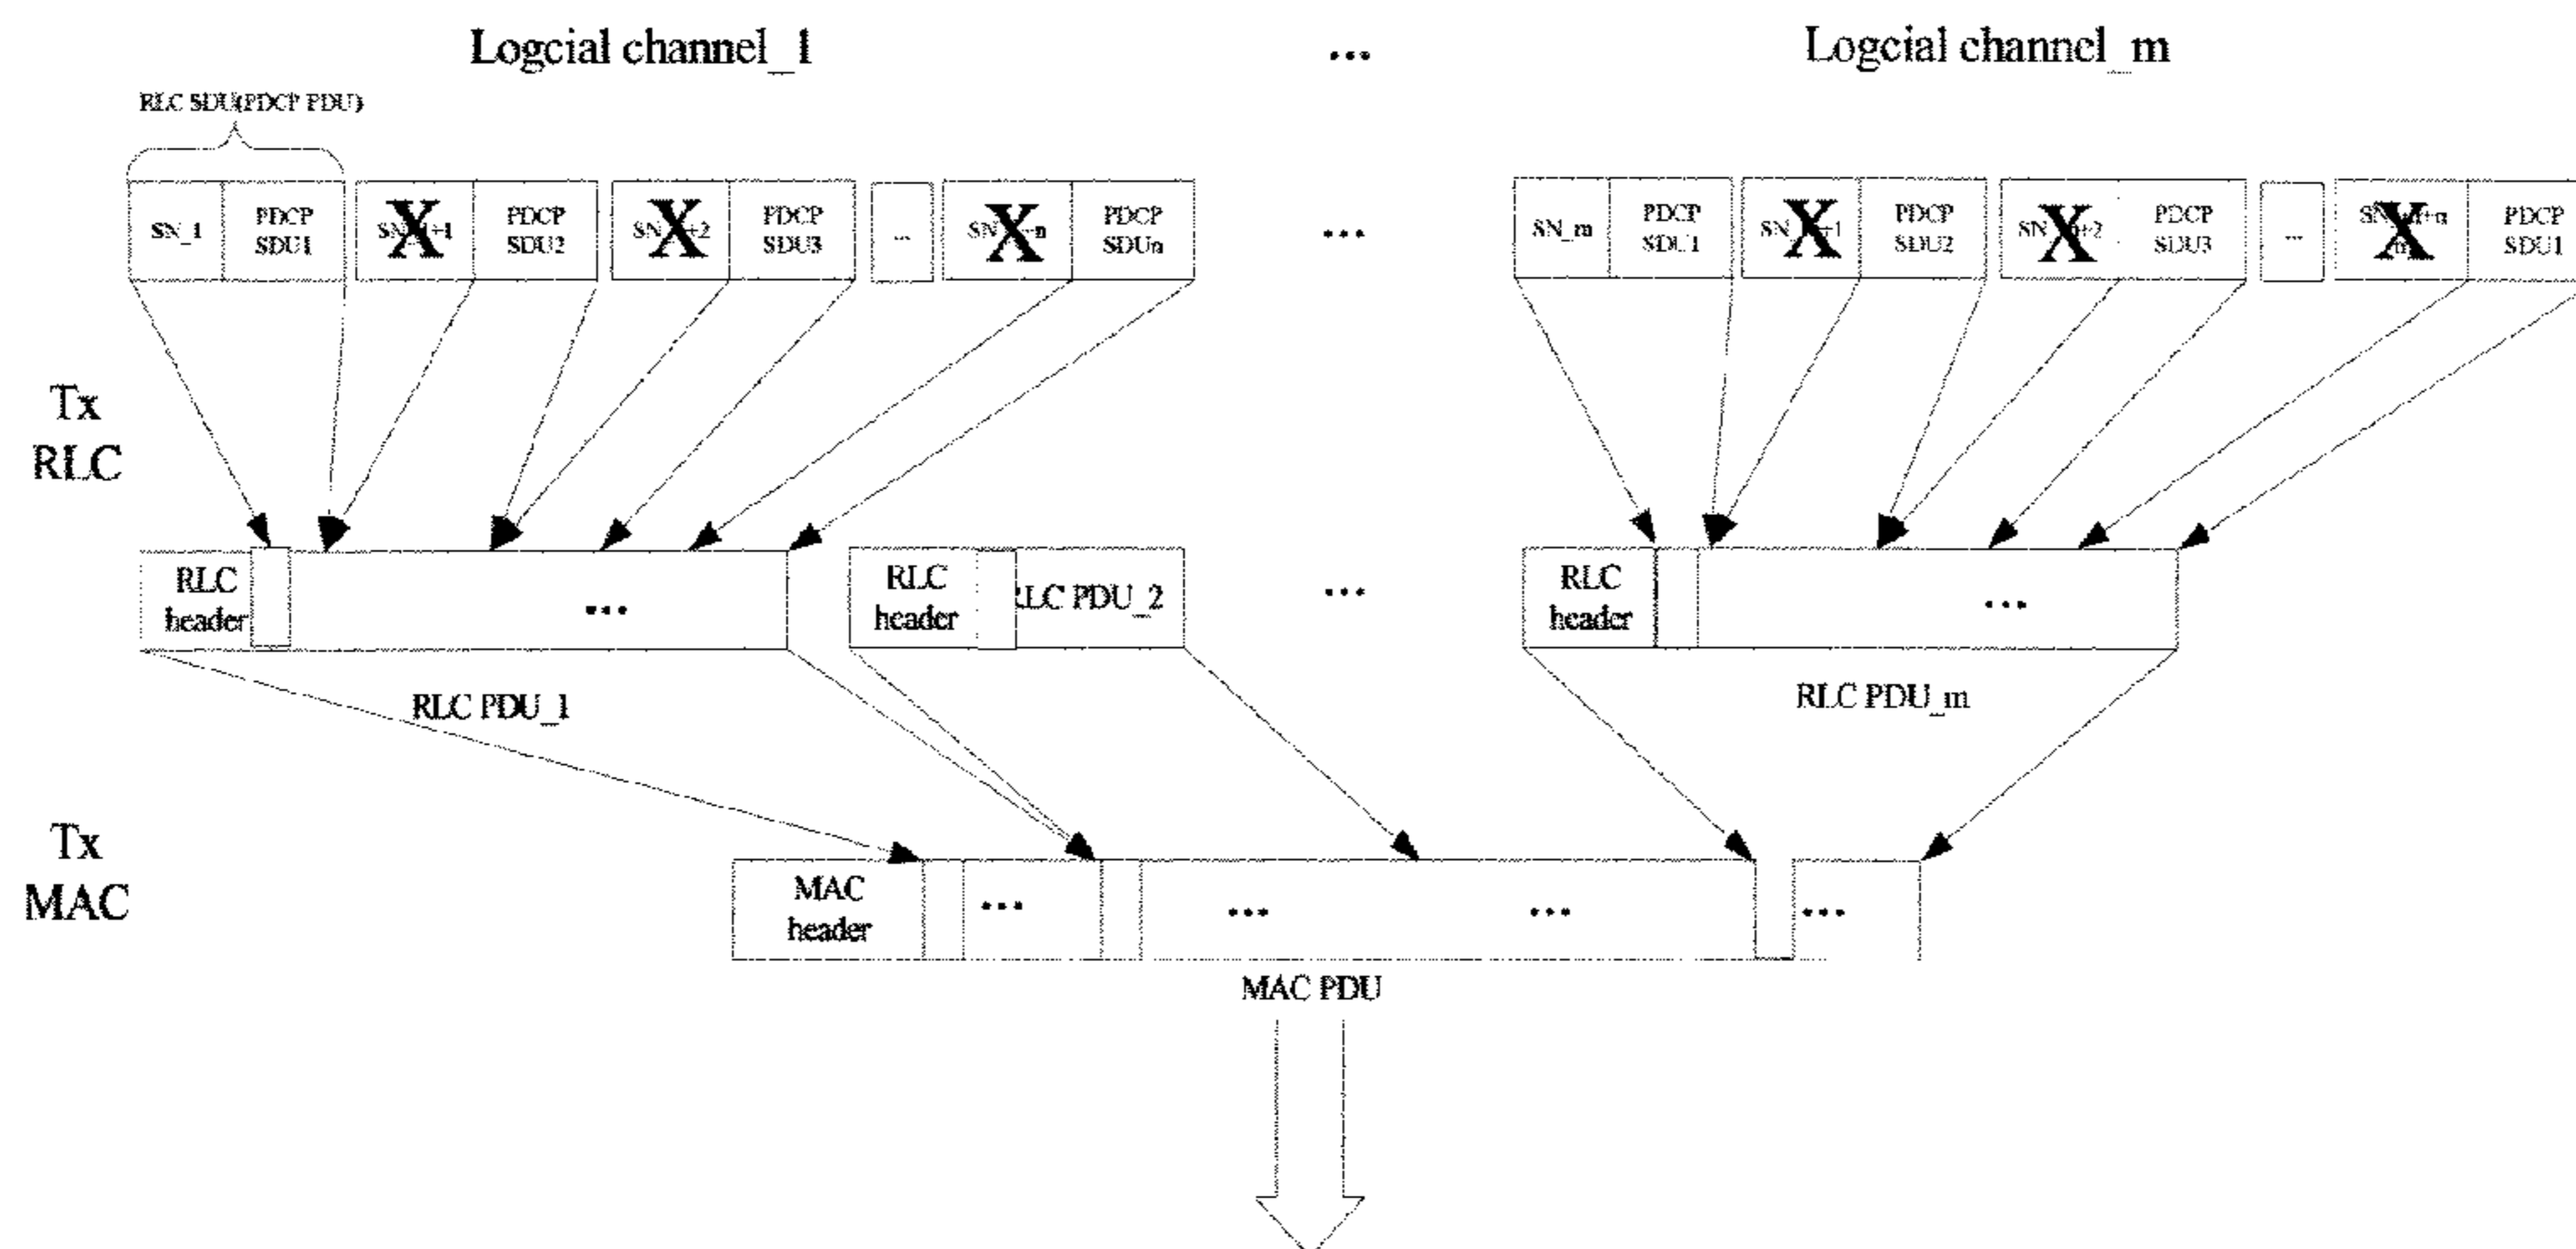 Logcial channel_1 ... Logcial channel_m
RLC SDU(PDCP PDU)
SN_1
PDCP
SDU1
X
PDCP
SDU2
X
PDCP
SDU3
...
X
PDCP
SDUn
...
SN_m
PDCP
SDU1
X
PDCP
SDU2
X
PDCP
SDU3
...
X
PDCP
SDU1
Tx
RLC
RLC
header
...
RLC
header
RLC PDU_2
...
RLC
header
...
RLC PDU_1
RLC PDU_m
Tx
MAC
MAC
header
...
...
...
...
MAC PDU